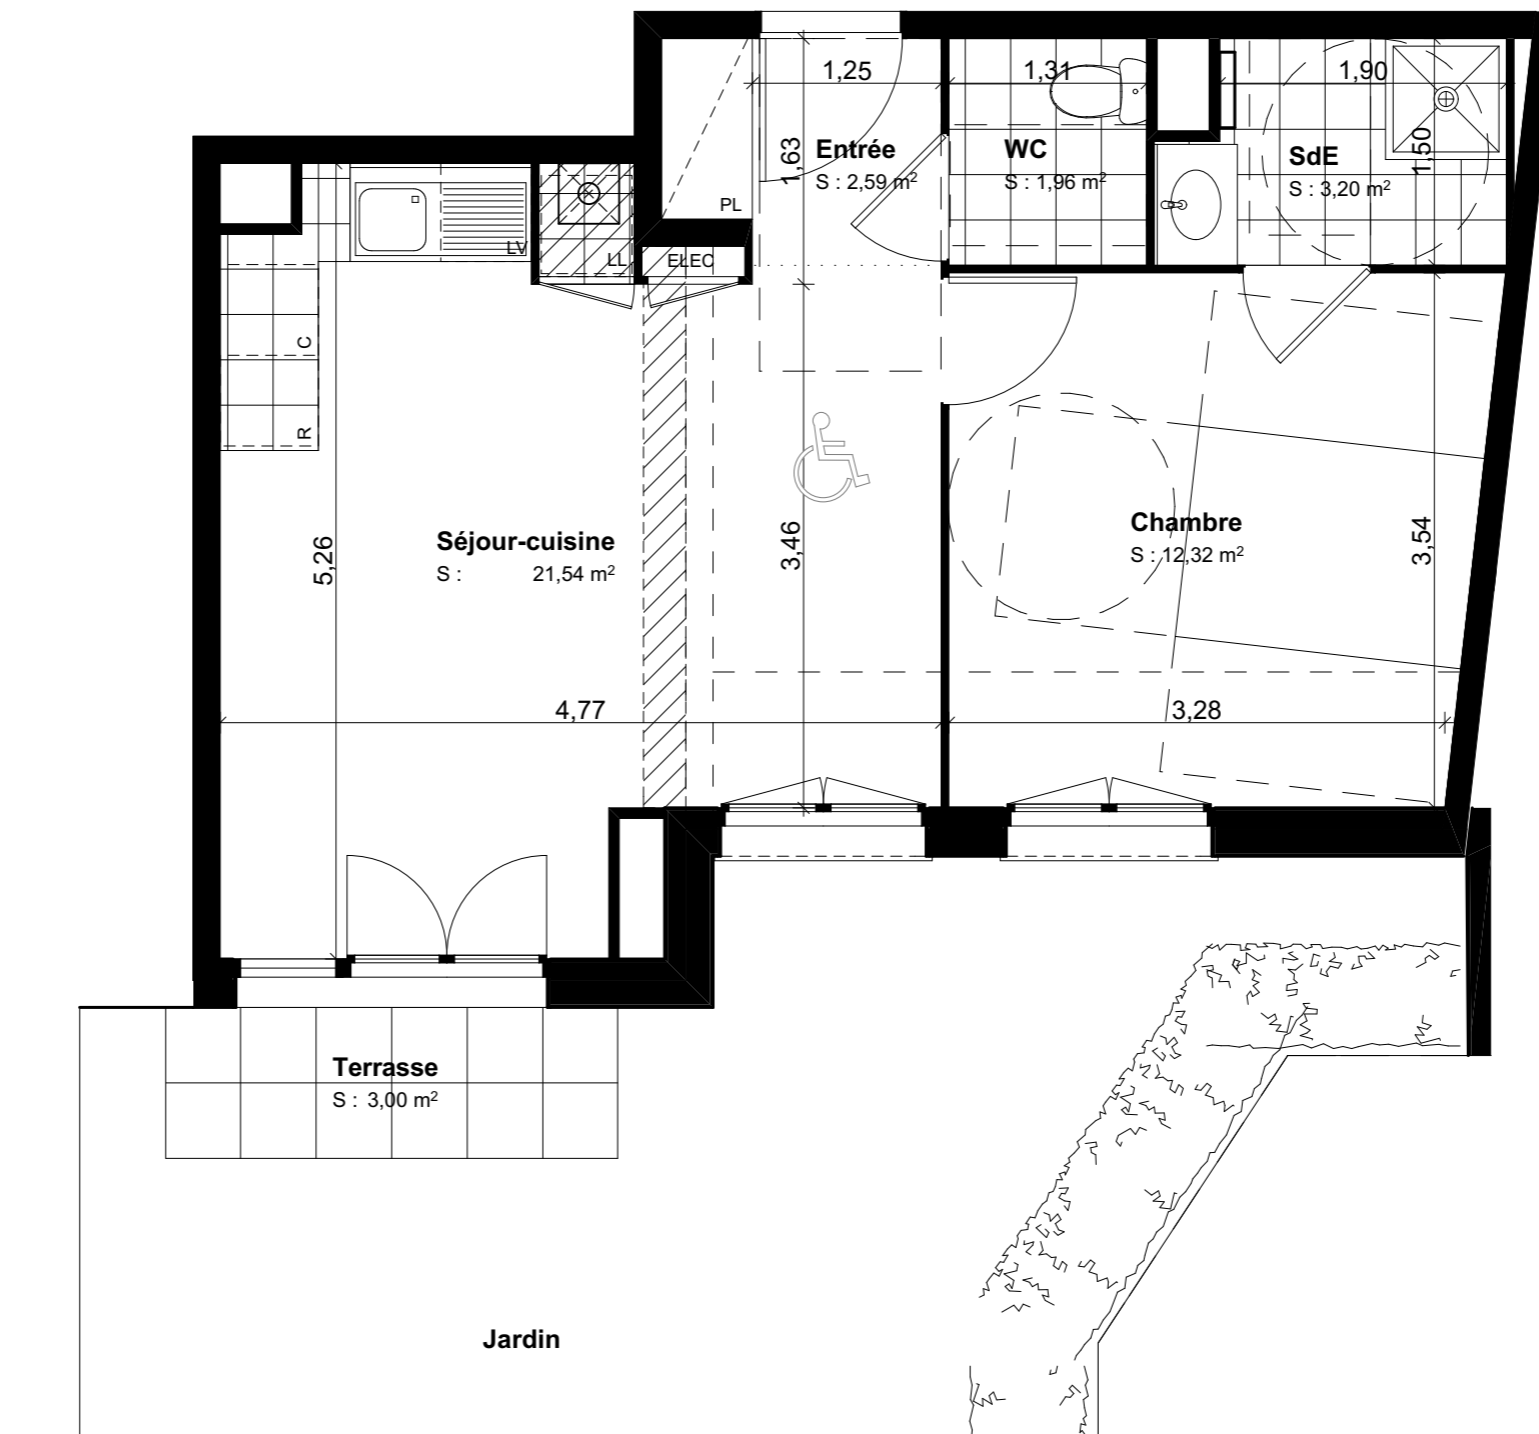 1,25
1,31
1,90
1,63
Entrée
S : 2,59 m²
WC
S : 1,96 m²
SdE
S : 3,20 m²
1,50
PL
LV
LL
ELEC
C
R
5,26
Séjour-cuisine
S : 21,54 m²
3,46
Chambre
S : 12,32 m²
3,54
4,77
3,28
Terrasse
S : 3,00 m²
Jardin